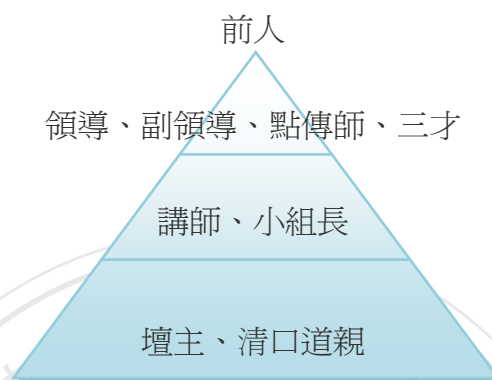 前人
領導、副領導、點傳師、三才
講師、小組長
壇主、清口道親